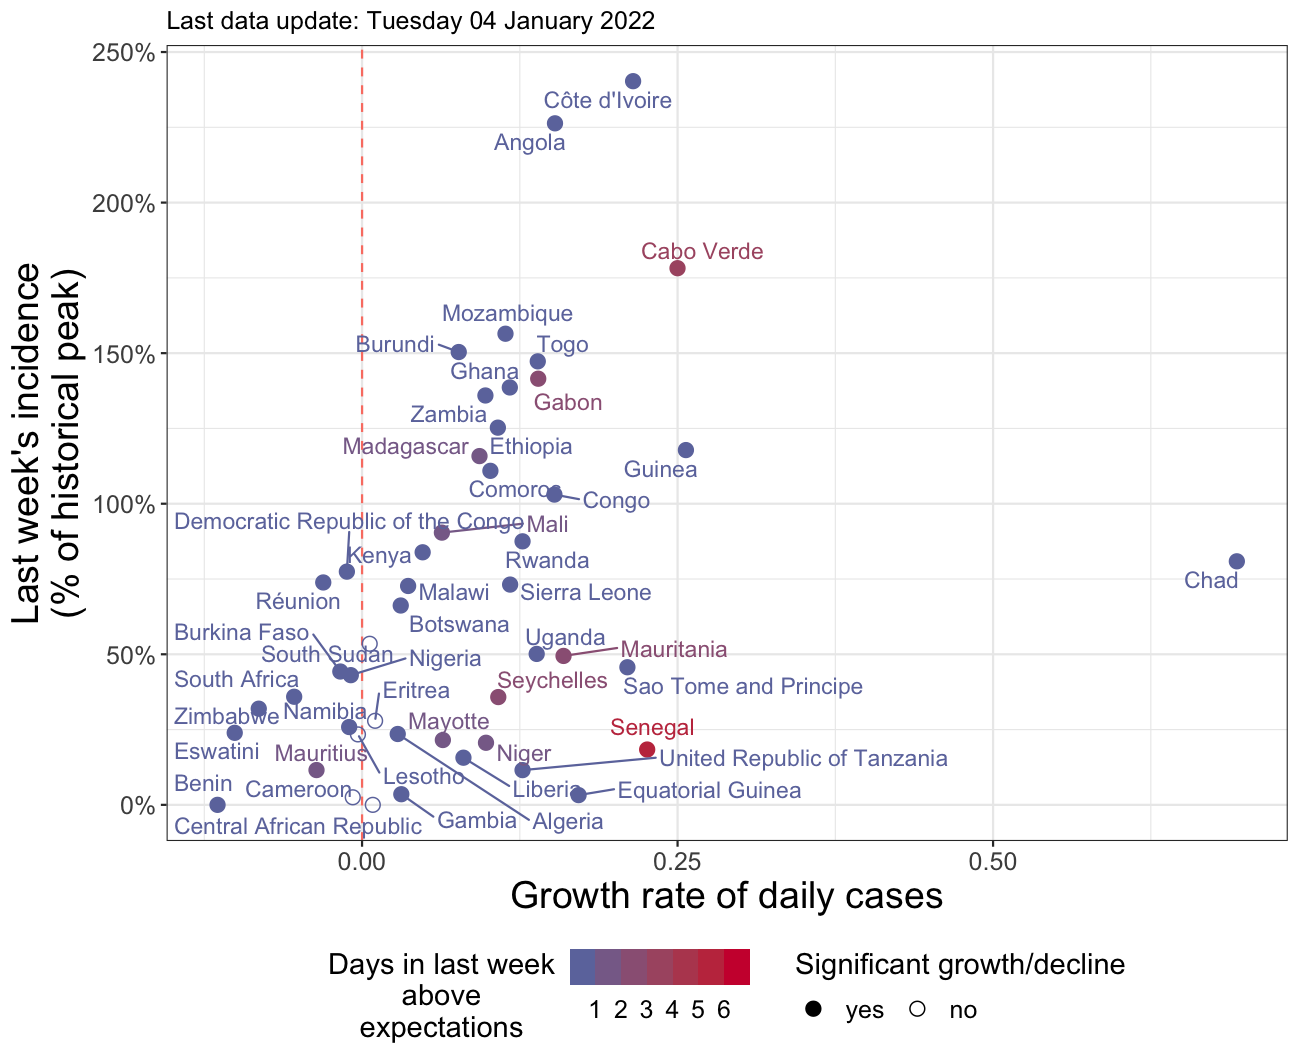 Last data update: Tuesday 04 January 2022
250%
Côte d'Ivoire
Angola
200%
Cabo Verde
Mozambique
Burundi
Togo
150%
Ghana
Gabon
Zambia
Madagascar
Ethiopia
Guinea
Comoros
Congo
100%
Democratic Republic of the Congo
Mali
Kenya
Rwanda
Chad
Réunion
Malawi
Sierra Leone
Botswana
Burkina Faso
Uganda
South Sudan
Nigeria
Mauritania
50%
South Africa
Seychelles
Sao Tome and Principe
Eritrea
Zimbabwe
Namibia
Mayotte
Senegal
Eswatini
Mauritius
Niger
United Republic of Tanzania
Lesotho
Benin
Cameroon
Liberia
Equatorial Guinea
0%
Central African Republic
Gambia
Algeria
0.00
0.25
0.50
Last week's incidence
(% of historical peak)
Growth rate of daily cases
Days in last week
above
expectations
1 2 3 4 5 6
Significant growth/decline
yes
no